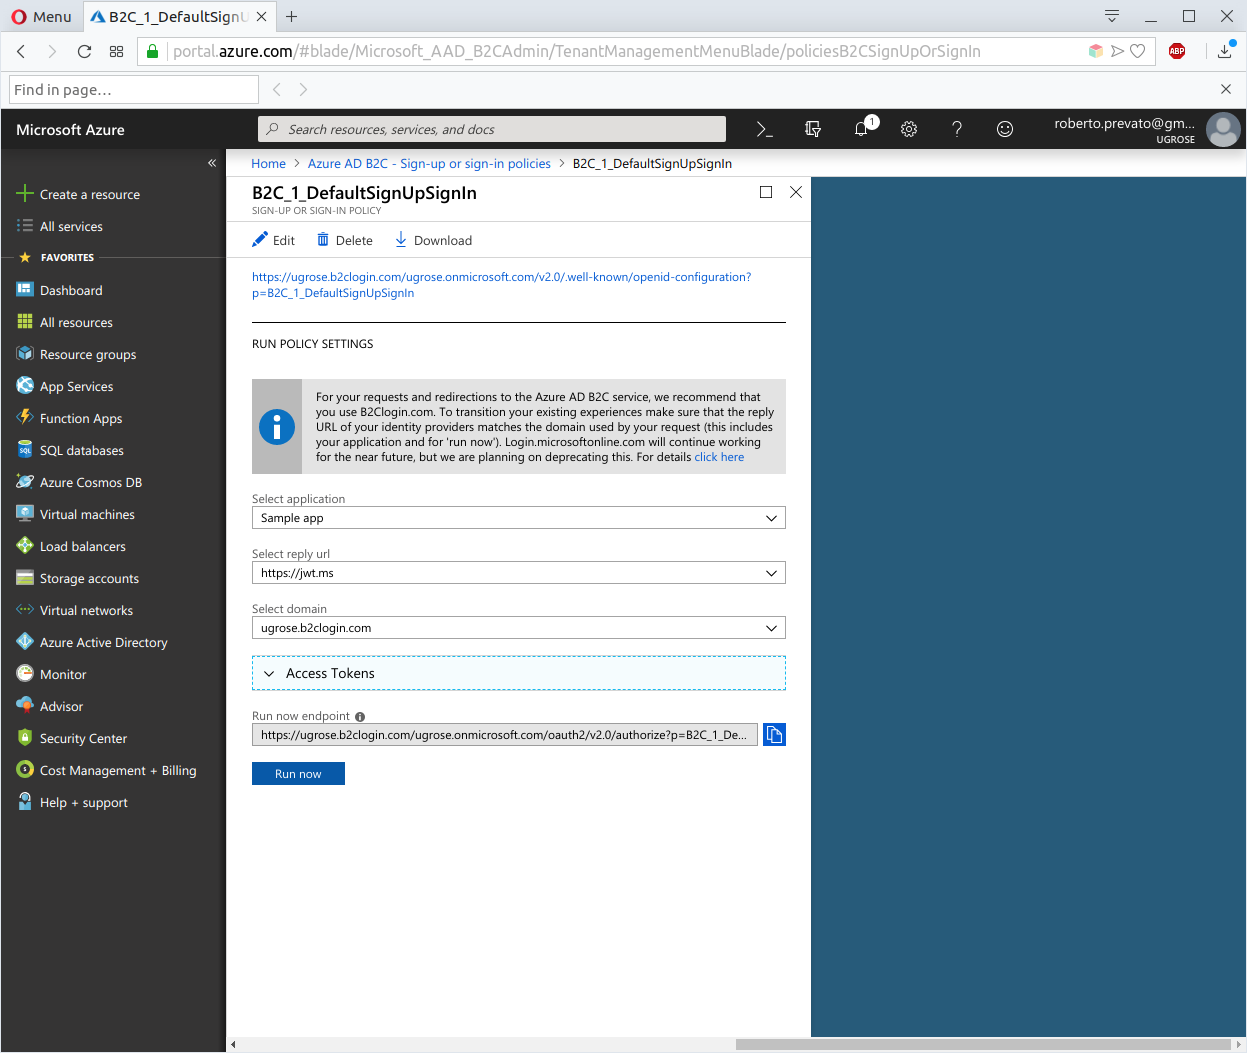 Menu
B2C_1_DefaultSignU
portal.azure.com/#blade/Microsoft_AAD_B2CAdmin/TenantManagementMenuBlade/policiesB2CSignUpOrSignIn
ABP
Find in page...
Microsoft Azure
Search resources, services, and docs
1
roberto.prevato@gm...
UGROSE
Home > Azure AD B2C - Sign-up or sign-in policies > B2C_1_DefaultSignUpSignIn
Create a resource
All services
FAVORITES
Dashboard
All resources
Resource groups
App Services
Function Apps
SQL databases
Azure Cosmos DB
Virtual machines
Load balancers
Storage accounts
Virtual networks
Azure Active Directory
Monitor
Advisor
Security Center
Cost Management + Billing
Help + support
B2C_1_DefaultSignUpSignIn
SIGN-UP OR SIGN-IN POLICY
Edit Delete Download
https://ugrose.b2clogin.com/ugrose.onmicrosoft.com/v2.0/.well-known/openid-configuration?
p=B2C_1_DefaultSignUpSignIn
RUN POLICY SETTINGS
For your requests and redirections to the Azure AD B2C service, we recommend that
you use B2Clogin.com. To transition your existing experiences make sure that the reply
URL of your identity providers matches the domain used by your request (this includes
your application and for 'run now'). Login.microsoftonline.com will continue working
for the near future, but we are planning on deprecating this. For details click here
Select application
Sample app
Select reply url
https://jwt.ms
Select domain
ugrose.b2clogin.com
Access Tokens
Run now endpoint
https://ugrose.b2clogin.com/ugrose.onmicrosoft.com/oauth2/v2.0/authorize?p=B2C_1_De...
Run now